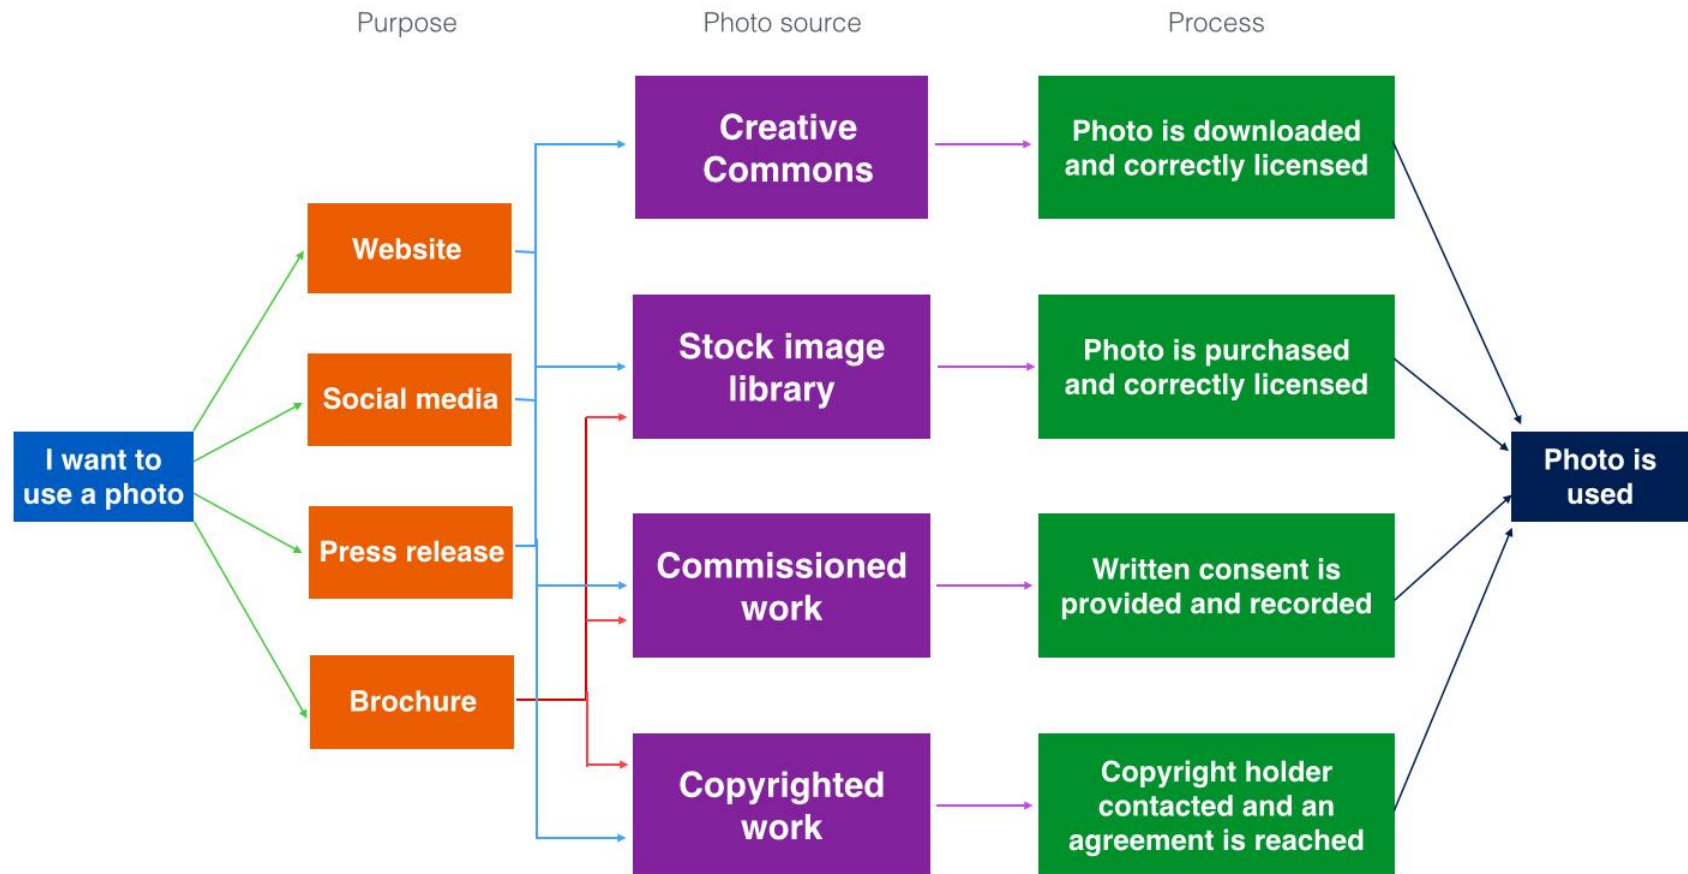 Purpose
Photo source
Process
I want to
use a photo
Website
Social media
Press release
Brochure
Creative
Commons
Stock image
library
Commissioned
work
Copyrighted
work
Photo is downloaded
and correctly licensed
Photo is purchased
and correctly licensed
Written consent is
provided and recorded
Copyright holder
contacted and an
agreement is reached
Photo is
used